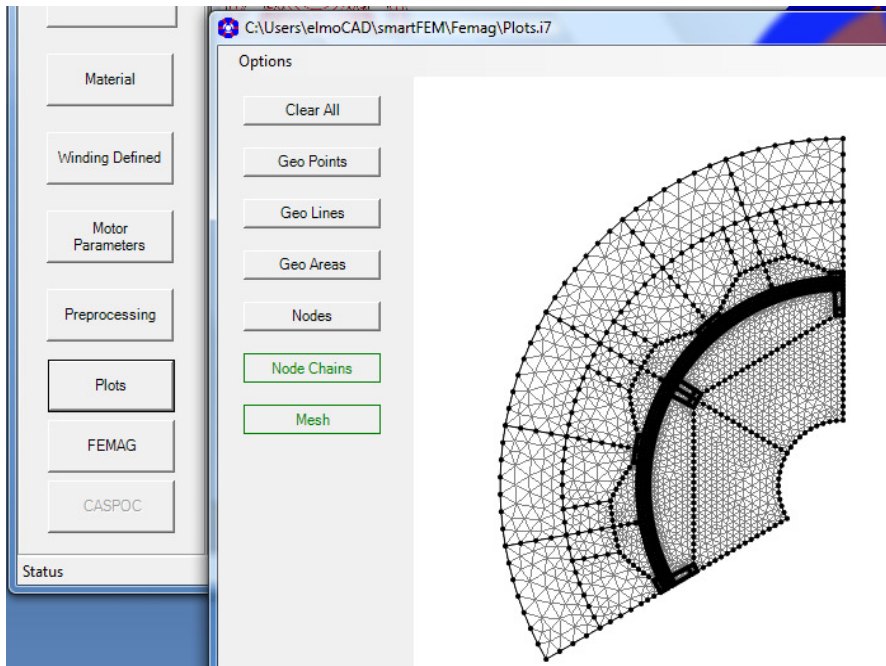 C:\Users\elmoCAD\smartFEM\Femag\Plots.i7
Options
Material
Winding Defined
Motor
Parameters
Preprocessing
Plots
FEMAG
CASPOC
Status
Clear All
Geo Points
Geo Lines
Geo Areas
Nodes
Node Chains
Mesh